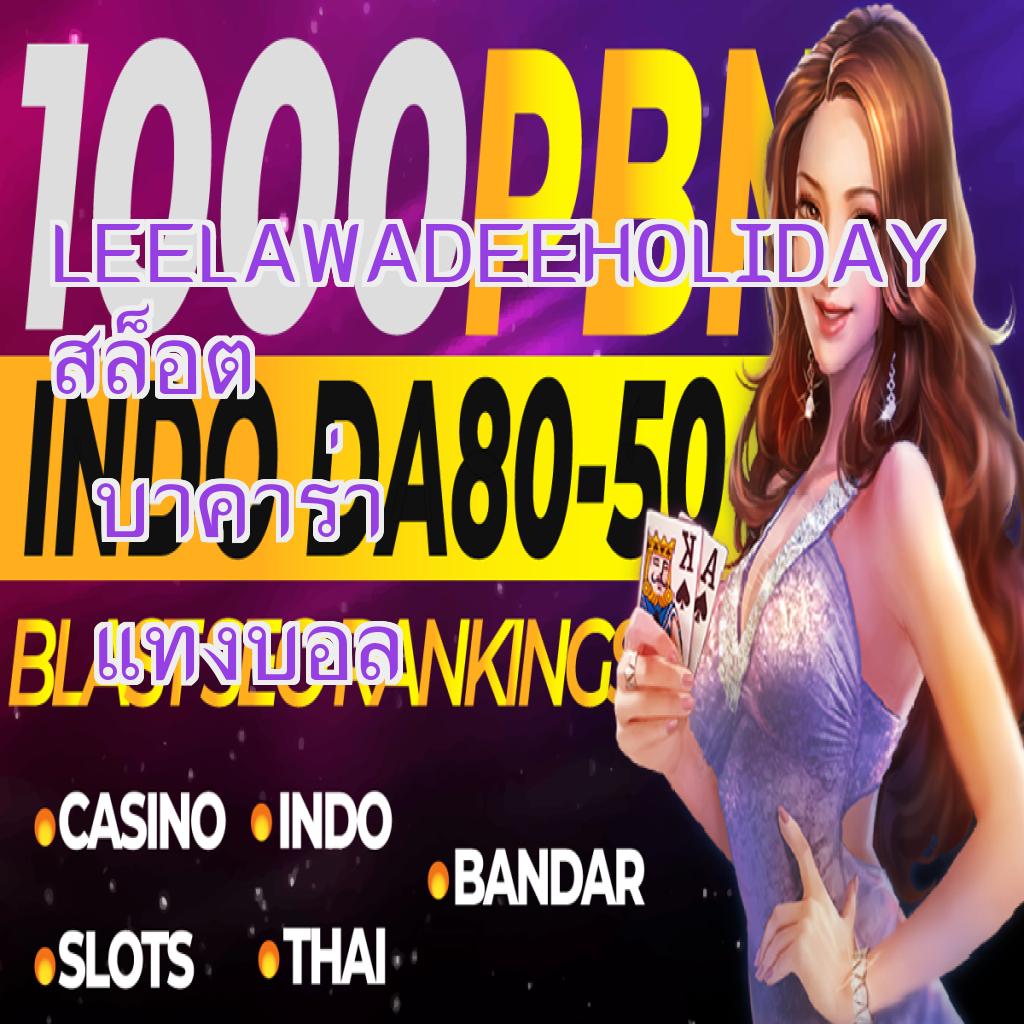 1000PBN
LEELAWADEEHOLIDAY
สล็อต
INDO DA80-50
บาคาร่า
BLAST SEO RANKINGS
แทงบอล
CASINO
INDO
BANDAR
SLOTS
THAI
K
A